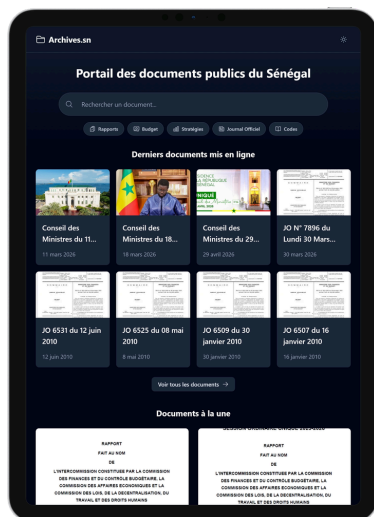 Archives.sn
Portail des documents publics du Sénégal
Rechercher un document...
Rapports
Budget
Stratégies
Journal Officiel
Codes
Derniers documents mis en ligne
Conseil des
Ministres du 11...
11 mars 2026
Conseil des
Ministres du 18...
18 mars 2026
Conseil des
Ministres du 29...
29 avril 2026
JO N° 7896 du
Lundi 30 Mars...
30 mars 2026
JO 6531 du 12 juin
2010
12 juin 2010
JO 6525 du 08 mai
2010
8 mai 2010
JO 6509 du 30
janvier 2010
30 janvier 2010
JO 6507 du 16
janvier 2010
16 janvier 2010
Voir tous les documents →
Documents à la une
RAPPORT
FAIT AU NOM
DE
L'INTERCOMMISSION CONSTITUEE PAR LA COMMISSION
DES FINANCES ET DU CONTROLE BUDGÉTAIRE, LA
COMMISSION DES AFFAIRES ECONOMIQUES ET LA
COMMISSION DES LOIS, DE LA DECENTRALISATION, DU
TRAVAIL ET DES DROITS HUMAINS
RAPPORT
FAIT AU NOM
DE
L'INTERCOMMISSION CONSTITUEE PAR LA COMMISSION
DES FINANCES ET DU CONTROLE BUDGÉTAIRE, LA
COMMISSION DES AFFAIRES ECONOMIQUES ET LA
COMMISSION DES LOIS, DE LA DECENTRALISATION, DU
TRAVAIL ET DES DROITS HUMAINS